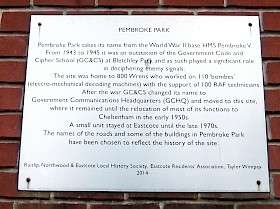 PEMBROKE PARK
Pembroke Park takes its name from the World War II base HMS Pembroke V.
From 1943 to 1945 it was an outstation of the Government Code and
Cipher School (GC&CS) at Bletchley Park and as such played a significant role
in deciphering enemy signals.
The site was home to 800 Wrens who worked on 110 'bombes'
(electro-mechanical decoding machines) with the support of 100 RAF technicians.
After the war GC&CS changed its name to
Government Communications Headquarters (GCHQ) and moved to this site,
where it remained until the relocation of most of its functions to
Cheltenham in the early 1950s.
A small unit stayed at Eastcote until the late 1970s.
The names of the roads and some of the buildings in Pembroke Park
have been chosen to reflect the history of the site.
Ruislip, Northwood & Eastcote Local History Society, Eastcote Residents' Association, Taylor Wimpey
2014